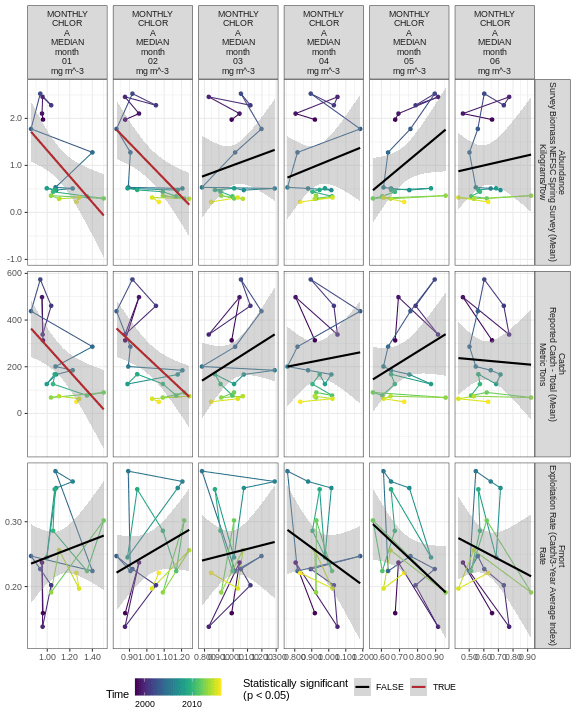 MONTHLY
CHLOR
A
MEDIAN
month
01
mg m^-3
MONTHLY
CHLOR
A
MEDIAN
month
02
mg m^-3
MONTHLY
CHLOR
A
MEDIAN
month
03
mg m^-3
MONTHLY
CHLOR
A
MEDIAN
month
04
mg m^-3
MONTHLY
CHLOR
A
MEDIAN
month
05
mg m^-3
MONTHLY
CHLOR
A
MEDIAN
month
06
mg m^-3
2.0
1.0
0.0
-1.0
Abundance
Survey Biomass NEFSC Spring Survey (Mean)
Kilograms/Tow
600
400
200
0
Catch
Reported Catch - Total (Mean)
Metric Tons
0.30
0.20
Fmort
Exploitation Rate (Catch/3-Year Average Index)
Rate
1.00 1.20 1.40
0.90 1.00 1.10 1.20
0.80 0.90 1.00 1.10 1.20 1.30
0.80 0.90 1.00 1.10 1.20
0.50 0.60 0.70 0.80 0.90
0.50 0.60 0.70 0.80 0.90
Time
2000 2010
Statistically significant
(p < 0.05)
FALSE
TRUE